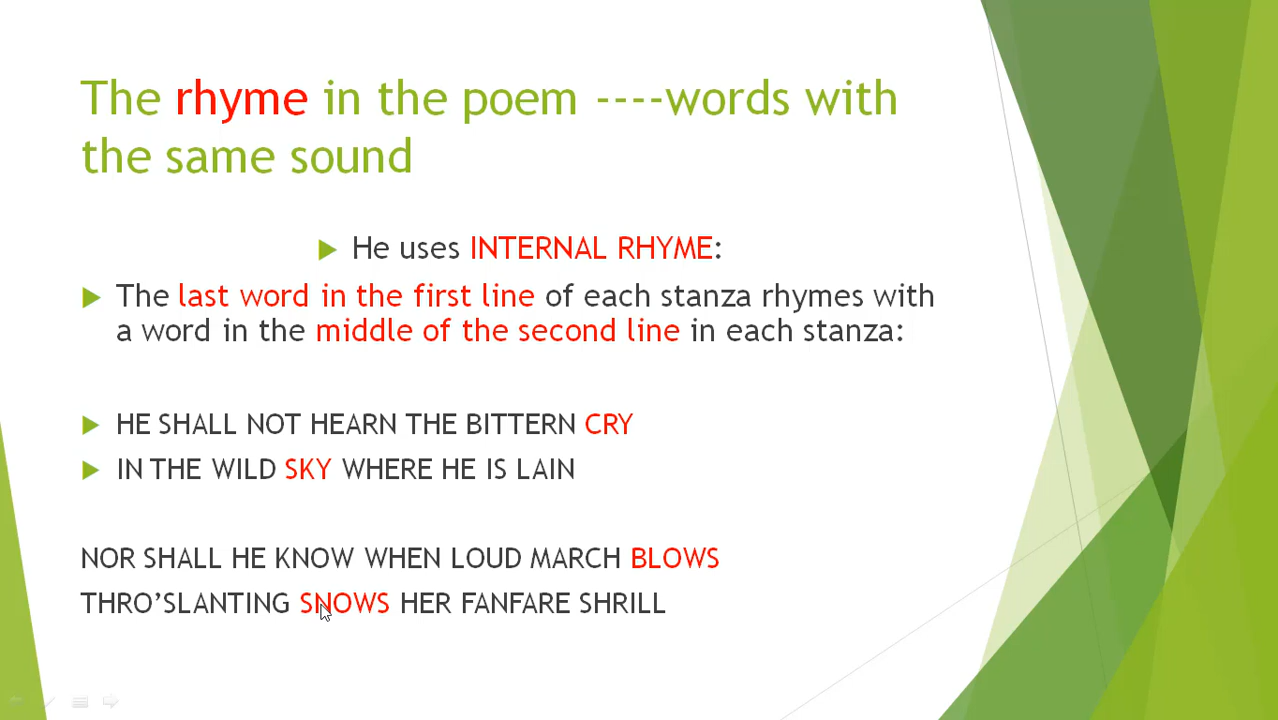 The rhyme in the poem ----words with
the same sound
He uses INTERNAL RHYME:
The last word in the first line of each stanza rhymes with
a word in the middle of the second line in each stanza:
HE SHALL NOT HEARN THE BITTERN CRY
IN THE WILD SKY WHERE HE IS LAIN
NOR SHALL HE KNOW WHEN LOUD MARCH BLOWS
THRO’SLANTING SNOWS HER FANFARE SHRILL